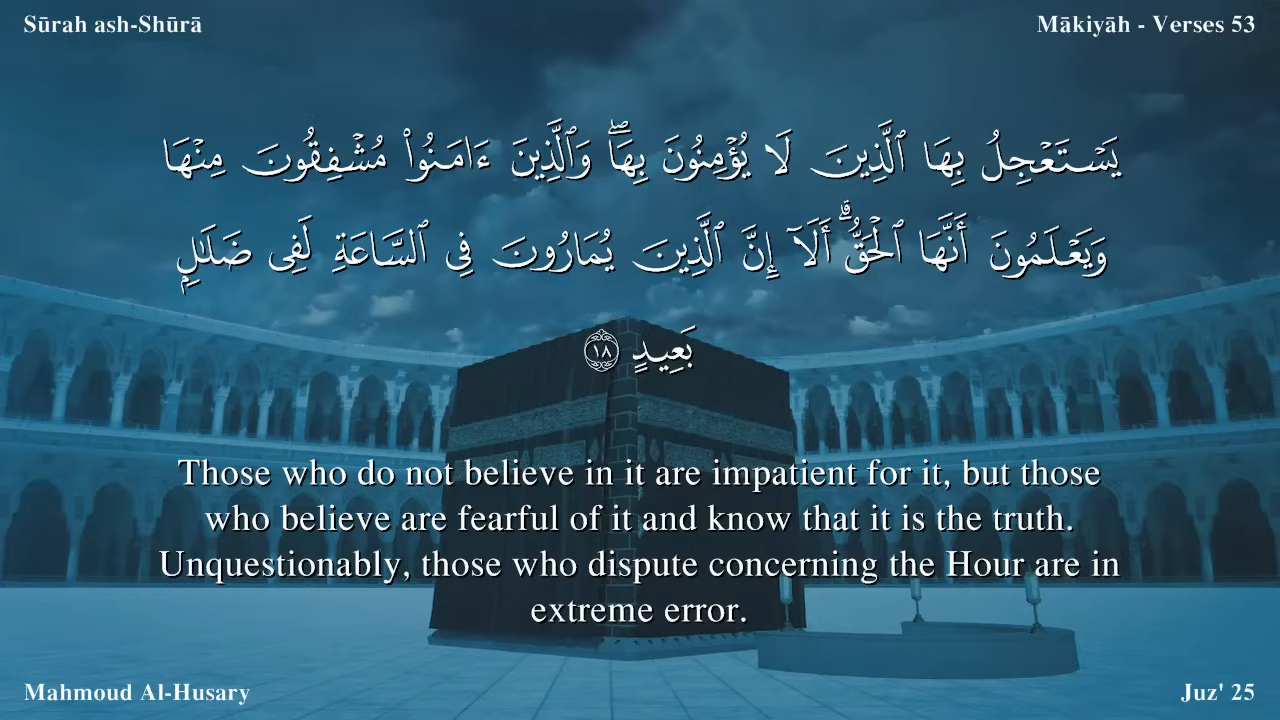 Sūrah ash-Shūrā
Mākiyāh - Verses 53
يَسْتَعْجِلُ بِهَا ٱلَّذِينَ لَا يُؤْمِنُونَ بِهَاۖ وَٱلَّذِينَ ءَامَنُوا۟ مُشْفِقُونَ مِنْهَا
وَيَعْلَمُونَ أَنَّهَا ٱلْحَقُّۗ أَلَآ إِنَّ ٱلَّذِينَ يُمَارُونَ فِى ٱلسَّاعَةِ لَفِى ضَلَـٰلٍۭ
بَعِيدٍ ١٨
Those who do not believe in it are impatient for it, but those
who believe are fearful of it and know that it is the truth.
Unquestionably, those who dispute concerning the Hour are in
extreme error.
Mahmoud Al-Husary
Juz' 25